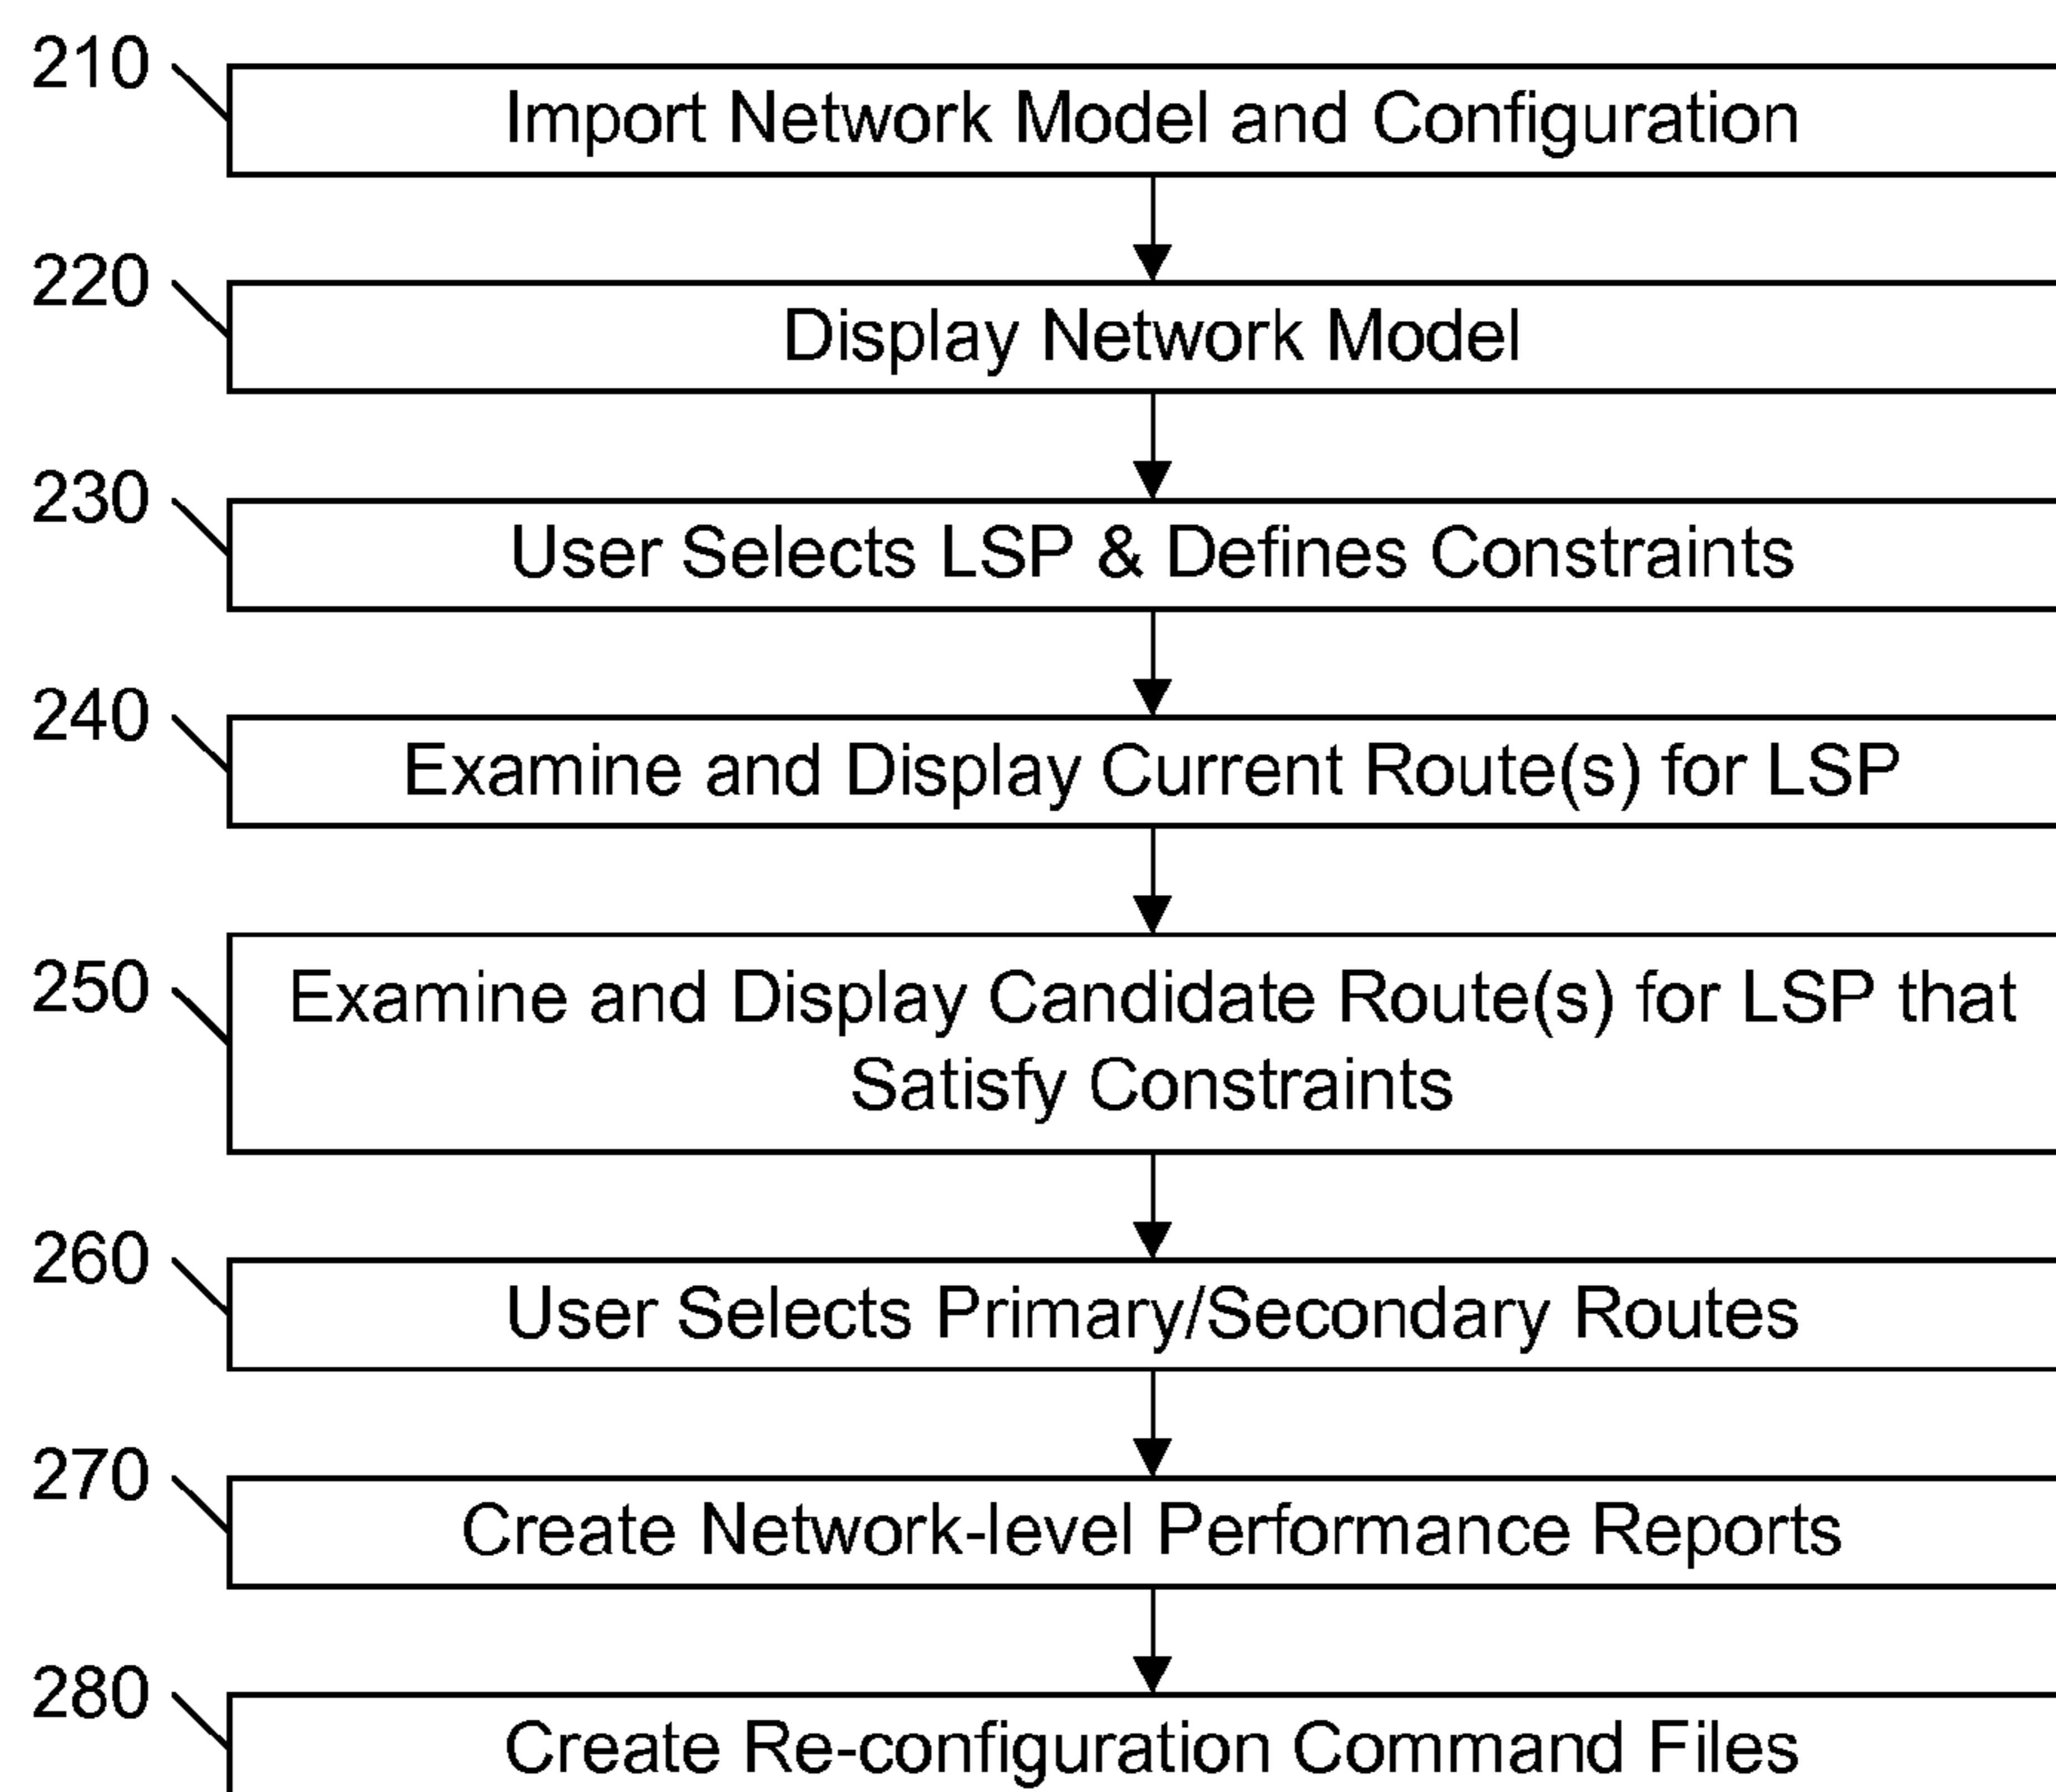 210
Import Network Model and Configuration
220
Display Network Model
230
User Selects LSP & Defines Constraints
240
Examine and Display Current Route(s) for LSP
250
Examine and Display Candidate Route(s) for LSP that
Satisfy Constraints
260
User Selects Primary/Secondary Routes
270
Create Network-level Performance Reports
280
Create Re-configuration Command Files